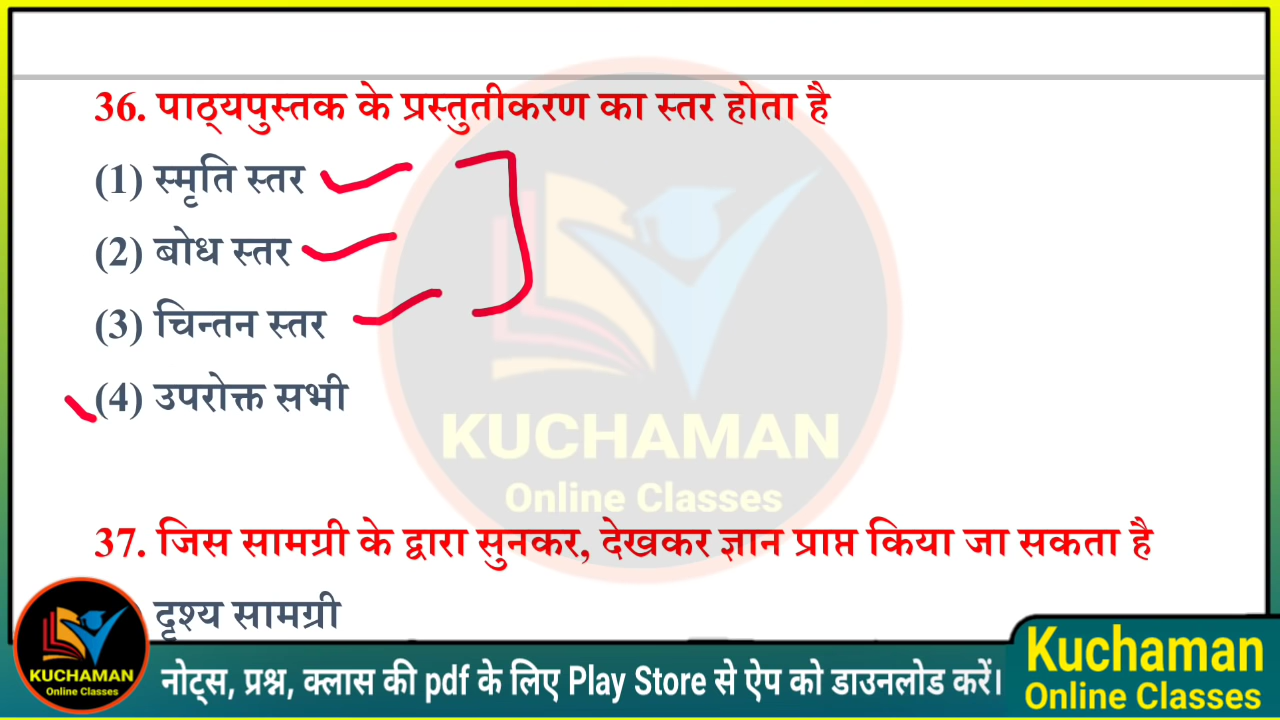 36. पाठ्यपुस्तक के प्रस्तुतीकरण का स्तर होता है
(1) स्मृति स्तर
(2) बोध स्तर
(3) चिन्तन स्तर
(4) उपरोक्त सभी
KUCHAMAN
Online Classes
37. जिस सामग्री के द्वारा सुनकर, देखकर ज्ञान प्राप्त किया जा सकता है
दृश्य सामग्री
KUCHAMAN
Online Classes
नोट्स, प्रश्न, क्लास की pdf के लिए Play Store से ऐप को डाउनलोड करें।
Kuchaman
Online Classes